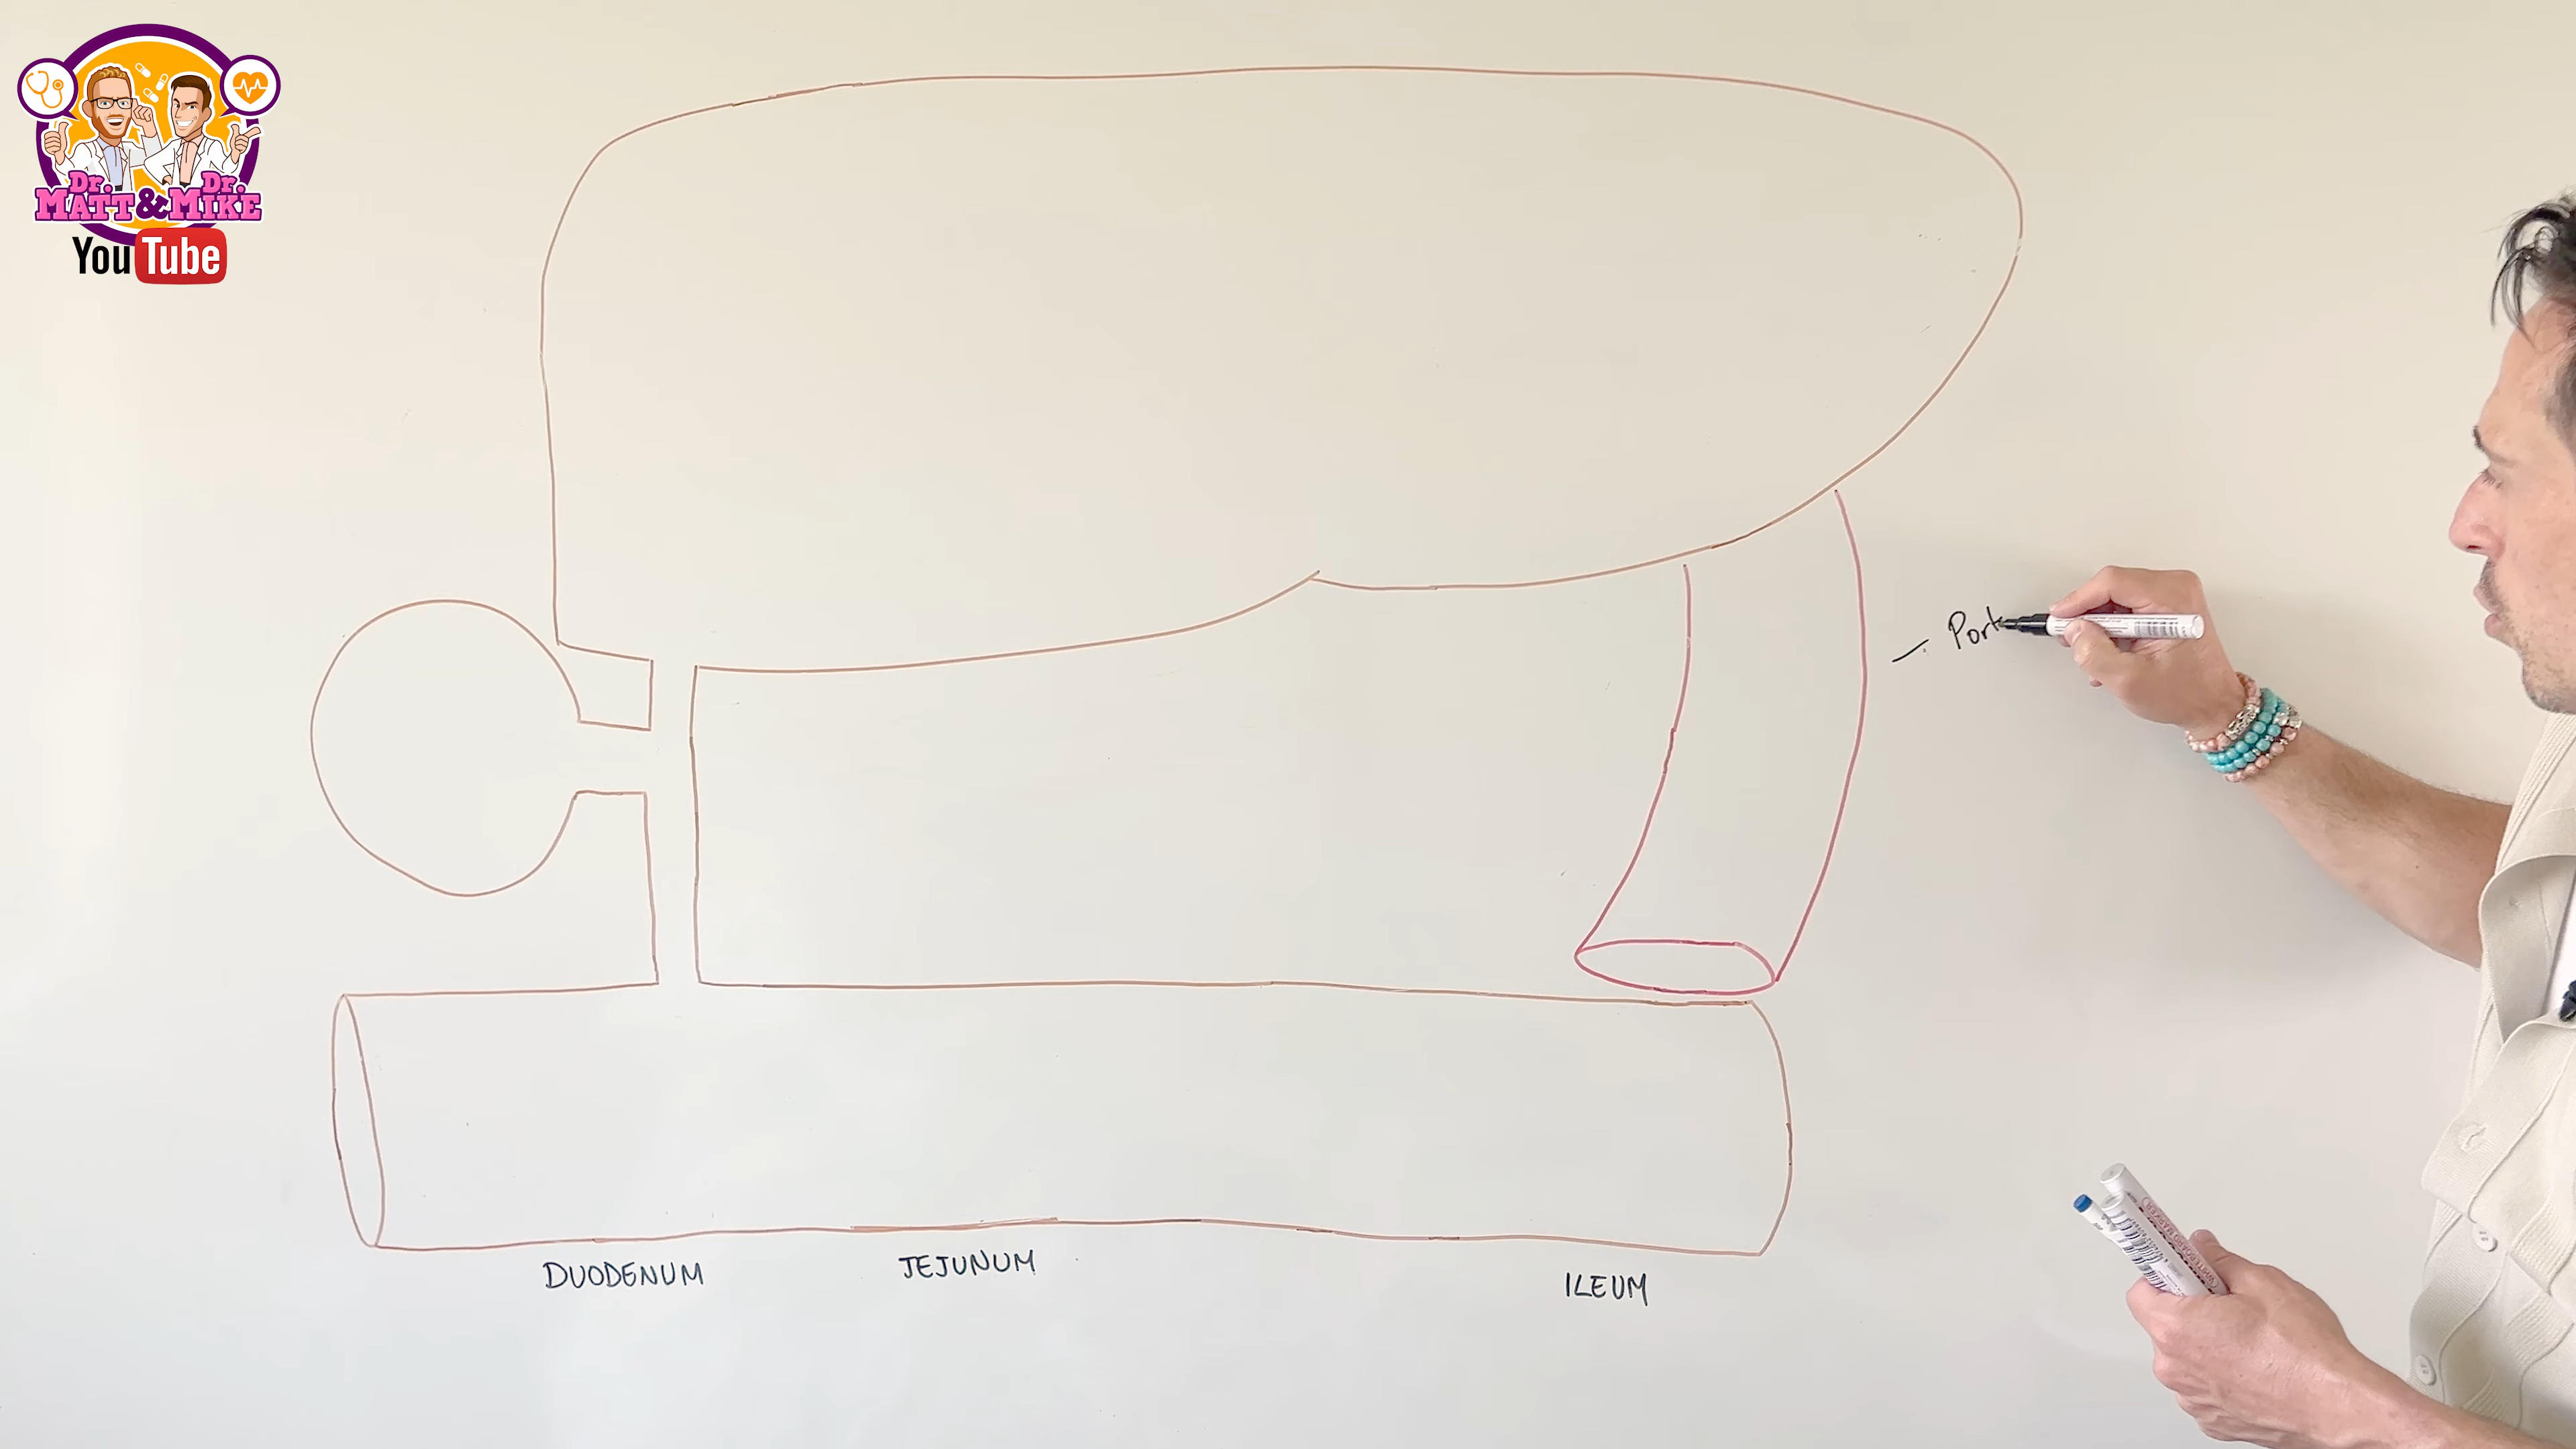 Dr. Dr.
MATT & MIKE
YouTube
- Port
DUODENUM
JEJUNUM
ILEUM